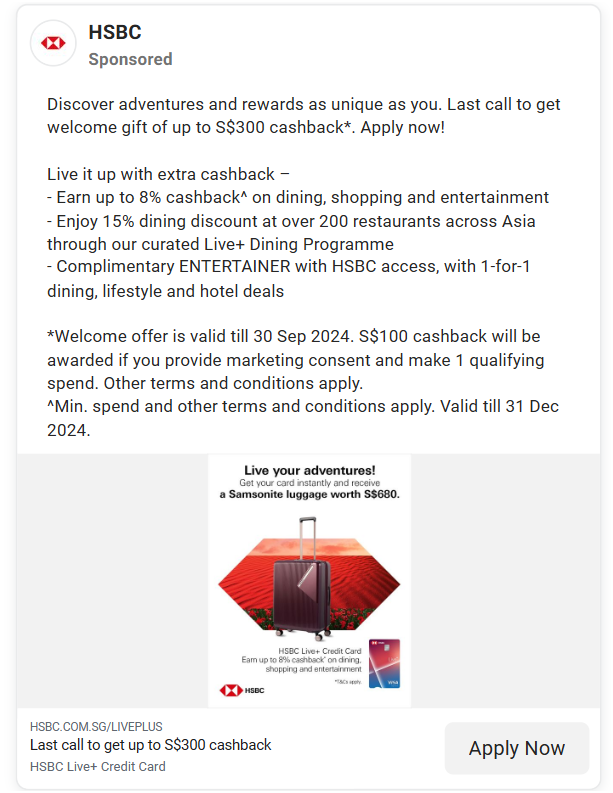 HSBC
Sponsored
Discover adventures and rewards as unique as you. Last call to get
welcome gift of up to S$300 cashback*. Apply now!
Live it up with extra cashback –
- Earn up to 8% cashback^ on dining, shopping and entertainment
- Enjoy 15% dining discount at over 200 restaurants across Asia
through our curated Live+ Dining Programme
- Complimentary ENTERTAINER with HSBC access, with 1-for-1
dining, lifestyle and hotel deals
*Welcome offer is valid till 30 Sep 2024. S$100 cashback will be
awarded if you provide marketing consent and make 1 qualifying
spend. Other terms and conditions apply.
^Min. spend and other terms and conditions apply. Valid till 31 Dec
2024.
Live your adventures!
Get your card instantly and receive
a Samsonite luggage worth S$680.
HSBC Live+ Credit Card
Earn up to 8% cashback* on dining,
shopping and entertainment
*T&Cs apply
VISA
HSBC
HSBC.COM.SG/LIVEPLUS
Last call to get up to S$300 cashback
HSBC Live+ Credit Card
Apply Now